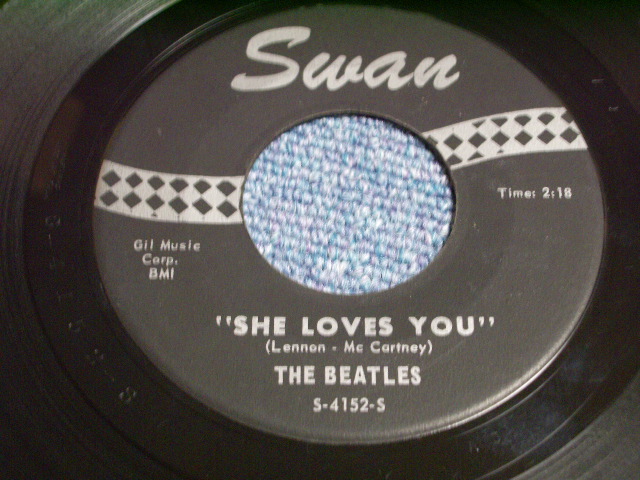 Swan
Time: 2:18
Gil Music
Corp.
BMI
"SHE LOVES YOU"
(Lennon - Mc Cartney)
THE BEATLES
S-4152-S